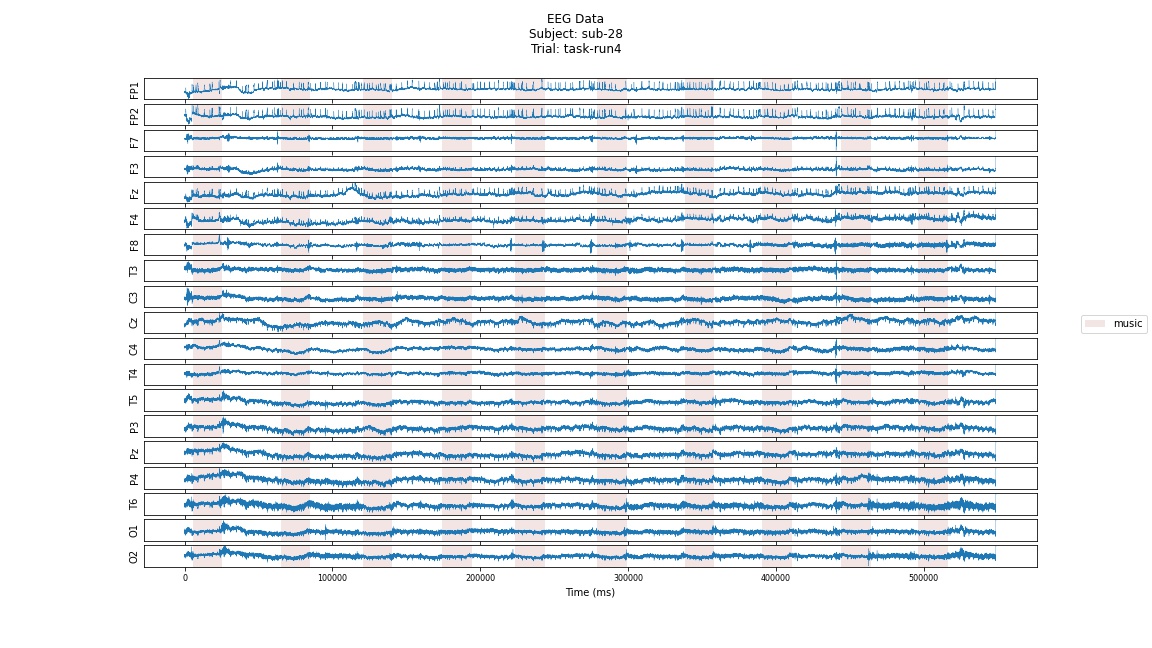 EEG Data
Subject: sub-28
Trial: task-run4
FP1
FP2
F7
F3
Fz
F4
F8
T3
C3
Cz
C4
T4
T5
P3
Pz
P4
T6
O1
O2
music
0
100000
200000
300000
400000
500000
Time (ms)